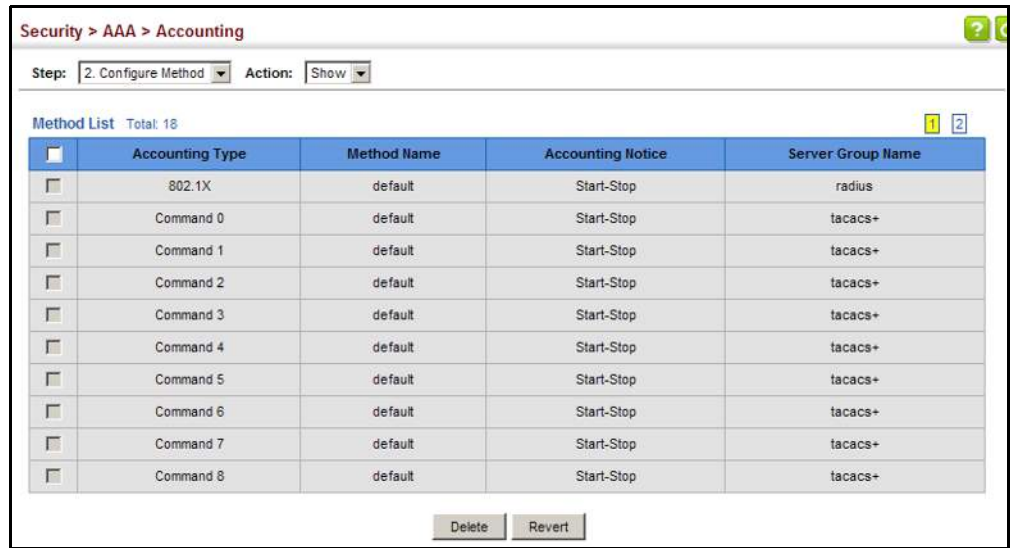 Security > AAA > Accounting
?
Step: 2. Configure Method Action: Show
Method List Total: 18 1 2
Accounting Type Method Name Accounting Notice Server Group Name
802.1X default Start-Stop radius
Command 0 default Start-Stop tacacs+
Command 1 default Start-Stop tacacs+
Command 2 default Start-Stop tacacs+
Command 3 default Start-Stop tacacs+
Command 4 default Start-Stop tacacs+
Command 5 default Start-Stop tacacs+
Command 6 default Start-Stop tacacs+
Command 7 default Start-Stop tacacs+
Command 8 default Start-Stop tacacs+
Delete Revert